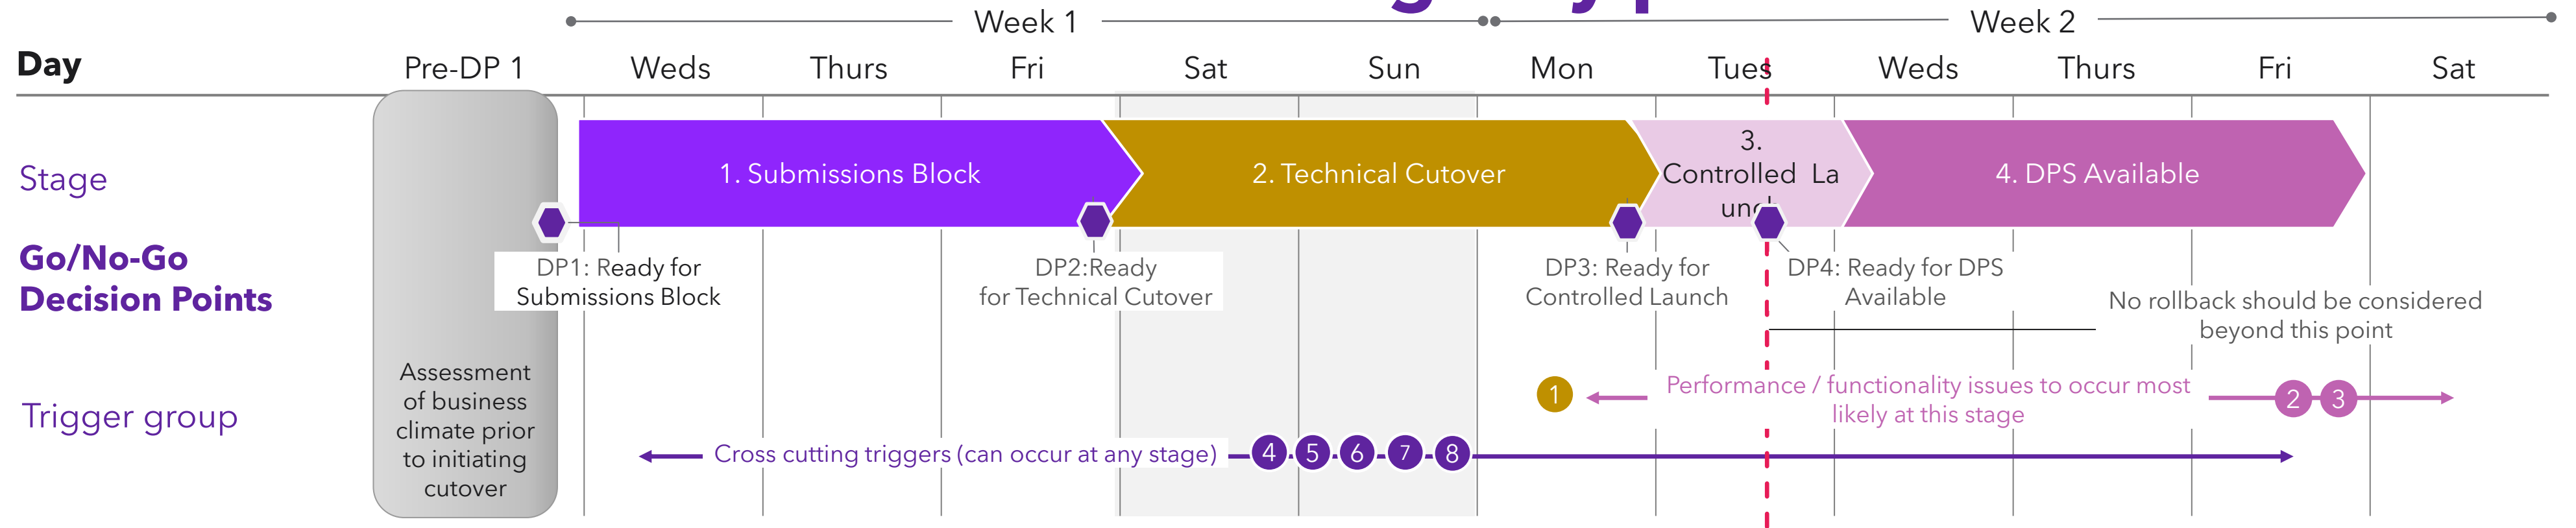 Week 1
Week 2
Day
Pre-DP 1
Weds
Thurs
Fri
Sat
Sun
Mon
Tues
Weds
Thurs
Fri
Sat
Stage
1. Submissions Block
2. Technical Cutover
3.
Controlled La
unch
4. DPS Available
Go/No-Go
Decision Points
DP1: Ready for
Submissions Block
DP2:Ready
for Technical Cutover
DP3: Ready for
Controlled Launch
DP4: Ready for DPS
Available
No rollback should be considered
beyond this point
Assessment
of business
climate prior
to initiating
cutover
Trigger group
1
Performance / functionality issues to occur most
likely at this stage
2 3
Cross cutting triggers (can occur at any stage)
4 5 6 7 8